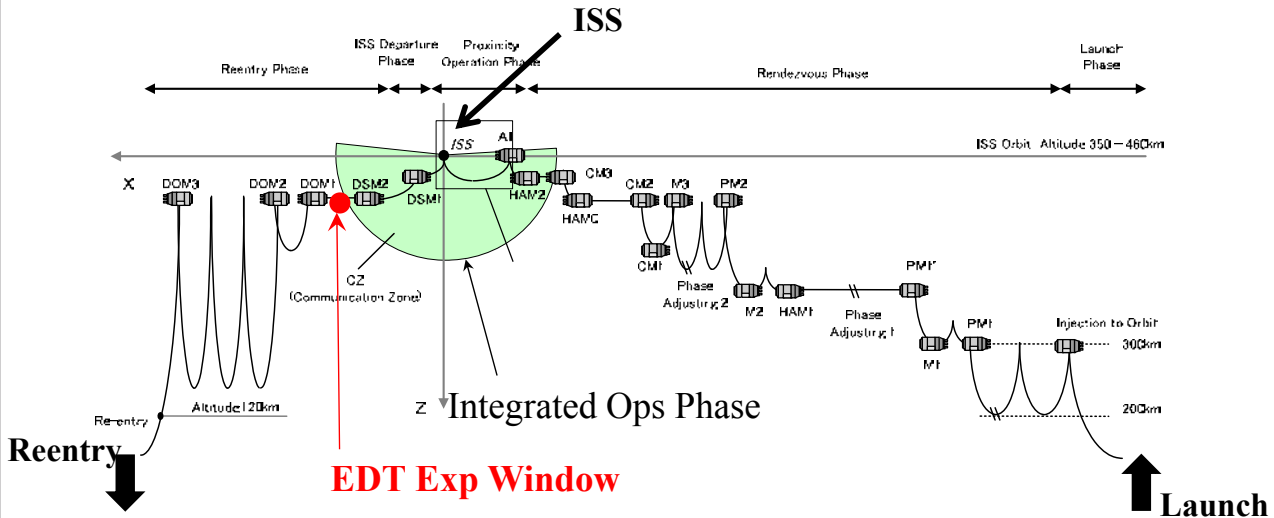 ISS
ISS Departure
Phase
Proximity
Operation Phase
Launch
Phase
Reentry Phase
Rendezvous Phase
ISS
AI
ISS Orbit Altitude 350-460km
X
DOM3
DOM2
DOM1
DSM2
DSM1
HAM2
CM3
HAM0
CM2
M3
PM2
CM1
CZ
(Communication Zone)
Phase
Adjusting 2
M2
HAM1
Phase
Adjusting 1
PM1'
M1
PM1
Injection to Orbit
300km
200km
Z
Integrated Ops Phase
Re-entry
Altitude 120km
Reentry
EDT Exp Window
Launch